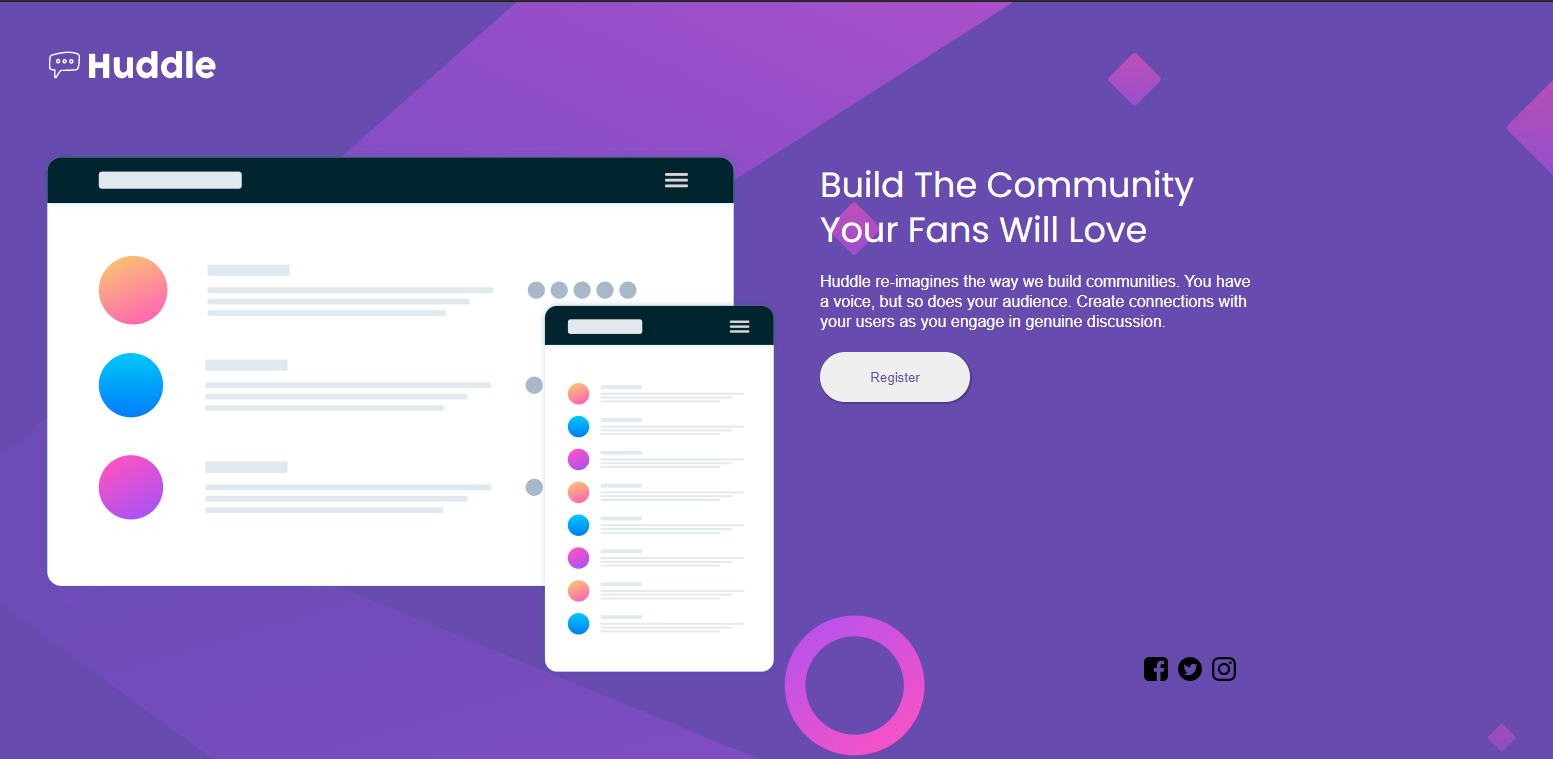 Huddle
Build The Community
Your Fans Will Love
Huddle re-imagines the way we build communities. You have
a voice, but so does your audience. Create connections with
your users as you engage in genuine discussion.
Register